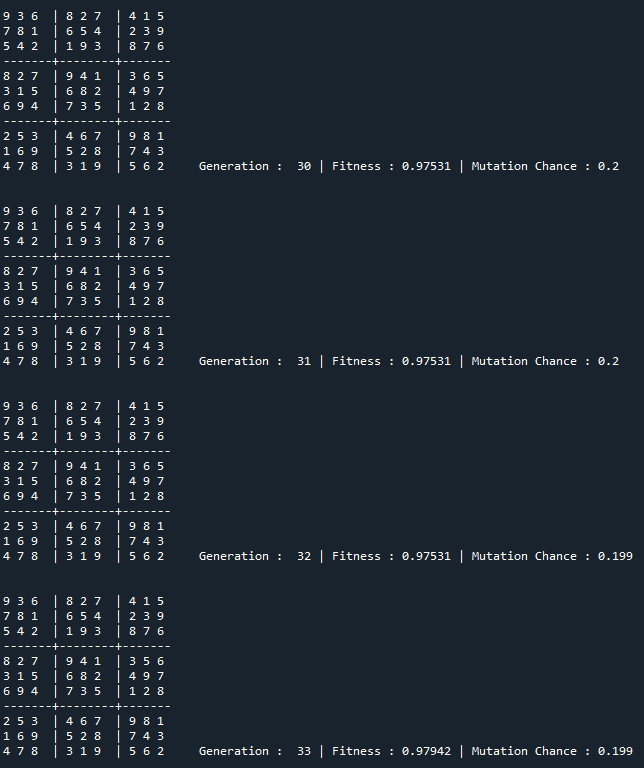 9 3 6 | 8 2 7 | 4 1 5
7 8 1 | 6 5 4 | 2 3 9
5 4 2 | 1 9 3 | 8 7 6
-------+--------+-------
8 2 7 | 9 4 1 | 3 6 5
3 1 5 | 6 8 2 | 4 9 7
6 9 4 | 7 3 5 | 1 2 8
-------+--------+-------
2 5 3 | 4 6 7 | 9 8 1
1 6 9 | 5 2 8 | 7 4 3
4 7 8 | 3 1 9 | 5 6 2 Generation : 30 | Fitness : 0.97531 | Mutation Chance : 0.2
9 3 6 | 8 2 7 | 4 1 5
7 8 1 | 6 5 4 | 2 3 9
5 4 2 | 1 9 3 | 8 7 6
-------+--------+-------
8 2 7 | 9 4 1 | 3 6 5
3 1 5 | 6 8 2 | 4 9 7
6 9 4 | 7 3 5 | 1 2 8
-------+--------+-------
2 5 3 | 4 6 7 | 9 8 1
1 6 9 | 5 2 8 | 7 4 3
4 7 8 | 3 1 9 | 5 6 2 Generation : 31 | Fitness : 0.97531 | Mutation Chance : 0.2
9 3 6 | 8 2 7 | 4 1 5
7 8 1 | 6 5 4 | 2 3 9
5 4 2 | 1 9 3 | 8 7 6
-------+--------+-------
8 2 7 | 9 4 1 | 3 6 5
3 1 5 | 6 8 2 | 4 9 7
6 9 4 | 7 3 5 | 1 2 8
-------+--------+-------
2 5 3 | 4 6 7 | 9 8 1
1 6 9 | 5 2 8 | 7 4 3
4 7 8 | 3 1 9 | 5 6 2 Generation : 32 | Fitness : 0.97531 | Mutation Chance : 0.199
9 3 6 | 8 2 7 | 4 1 5
7 8 1 | 6 5 4 | 2 3 9
5 4 2 | 1 9 3 | 8 7 6
-------+--------+-------
8 2 7 | 9 4 1 | 3 5 6
3 1 5 | 6 8 2 | 4 9 7
6 9 4 | 7 3 5 | 1 2 8
-------+--------+-------
2 5 3 | 4 6 7 | 9 8 1
1 6 9 | 5 2 8 | 7 4 3
4 7 8 | 3 1 9 | 5 6 2 Generation : 33 | Fitness : 0.97942 | Mutation Chance : 0.199